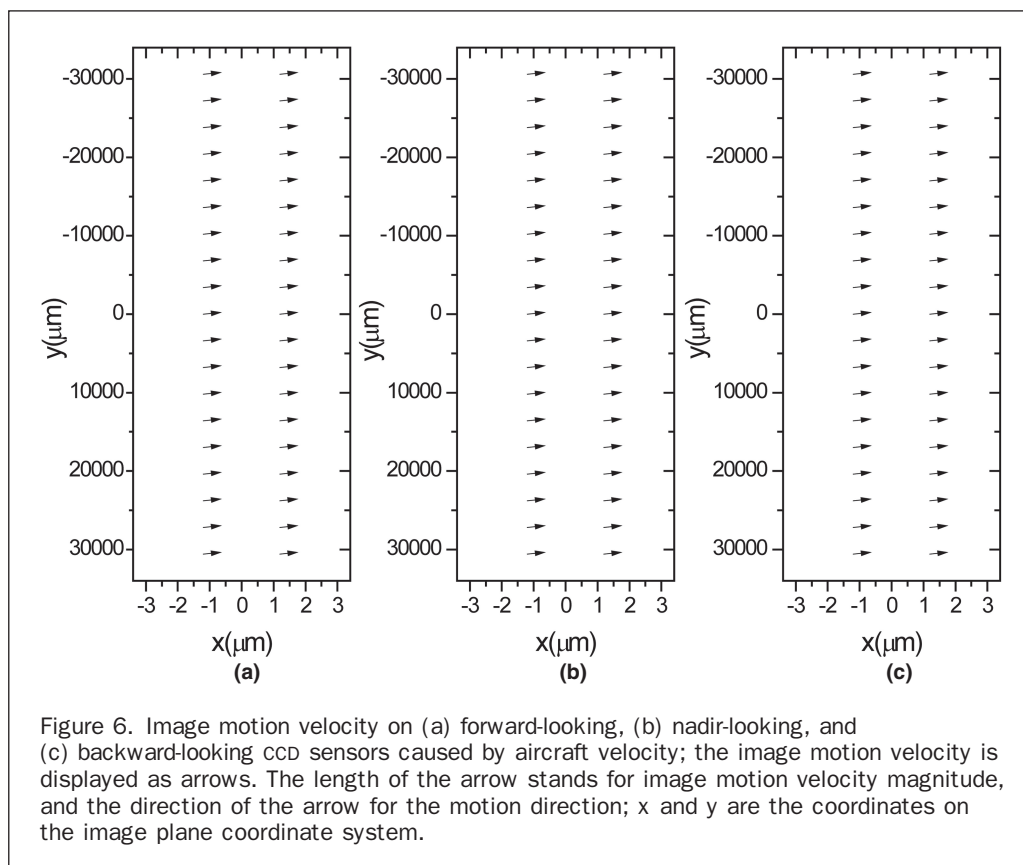 -30000
-20000
-10000
0
10000
20000
30000
y(μm)
-3 -2 -1 0 1 2 3
x(μm)
(a)
-30000
-20000
-10000
0
10000
20000
30000
y(μm)
-3 -2 -1 0 1 2 3
x(μm)
(b)
-30000
-20000
-10000
0
10000
20000
30000
y(μm)
-3 -2 -1 0 1 2 3
x(μm)
(c)
Figure 6. Image motion velocity on (a) forward-looking, (b) nadir-looking, and
(c) backward-looking CCD sensors caused by aircraft velocity; the image motion velocity is
displayed as arrows. The length of the arrow stands for image motion velocity magnitude,
and the direction of the arrow for the motion direction; x and y are the coordinates on
the image plane coordinate system.